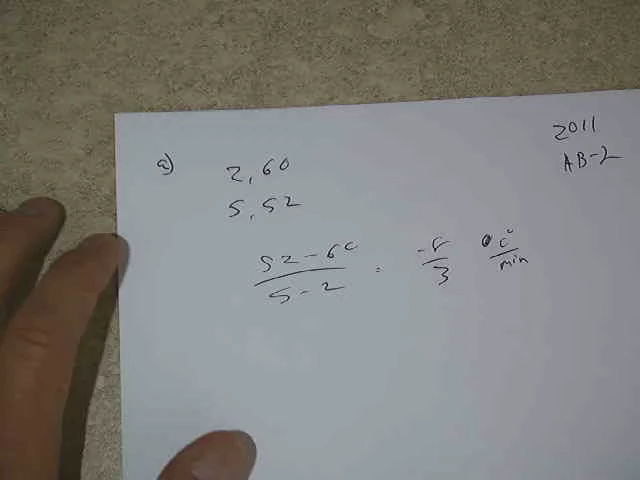 2011
AB-2
a) 2, 60
5, 52
52-60 / 5-2 = -8/3 C°/min